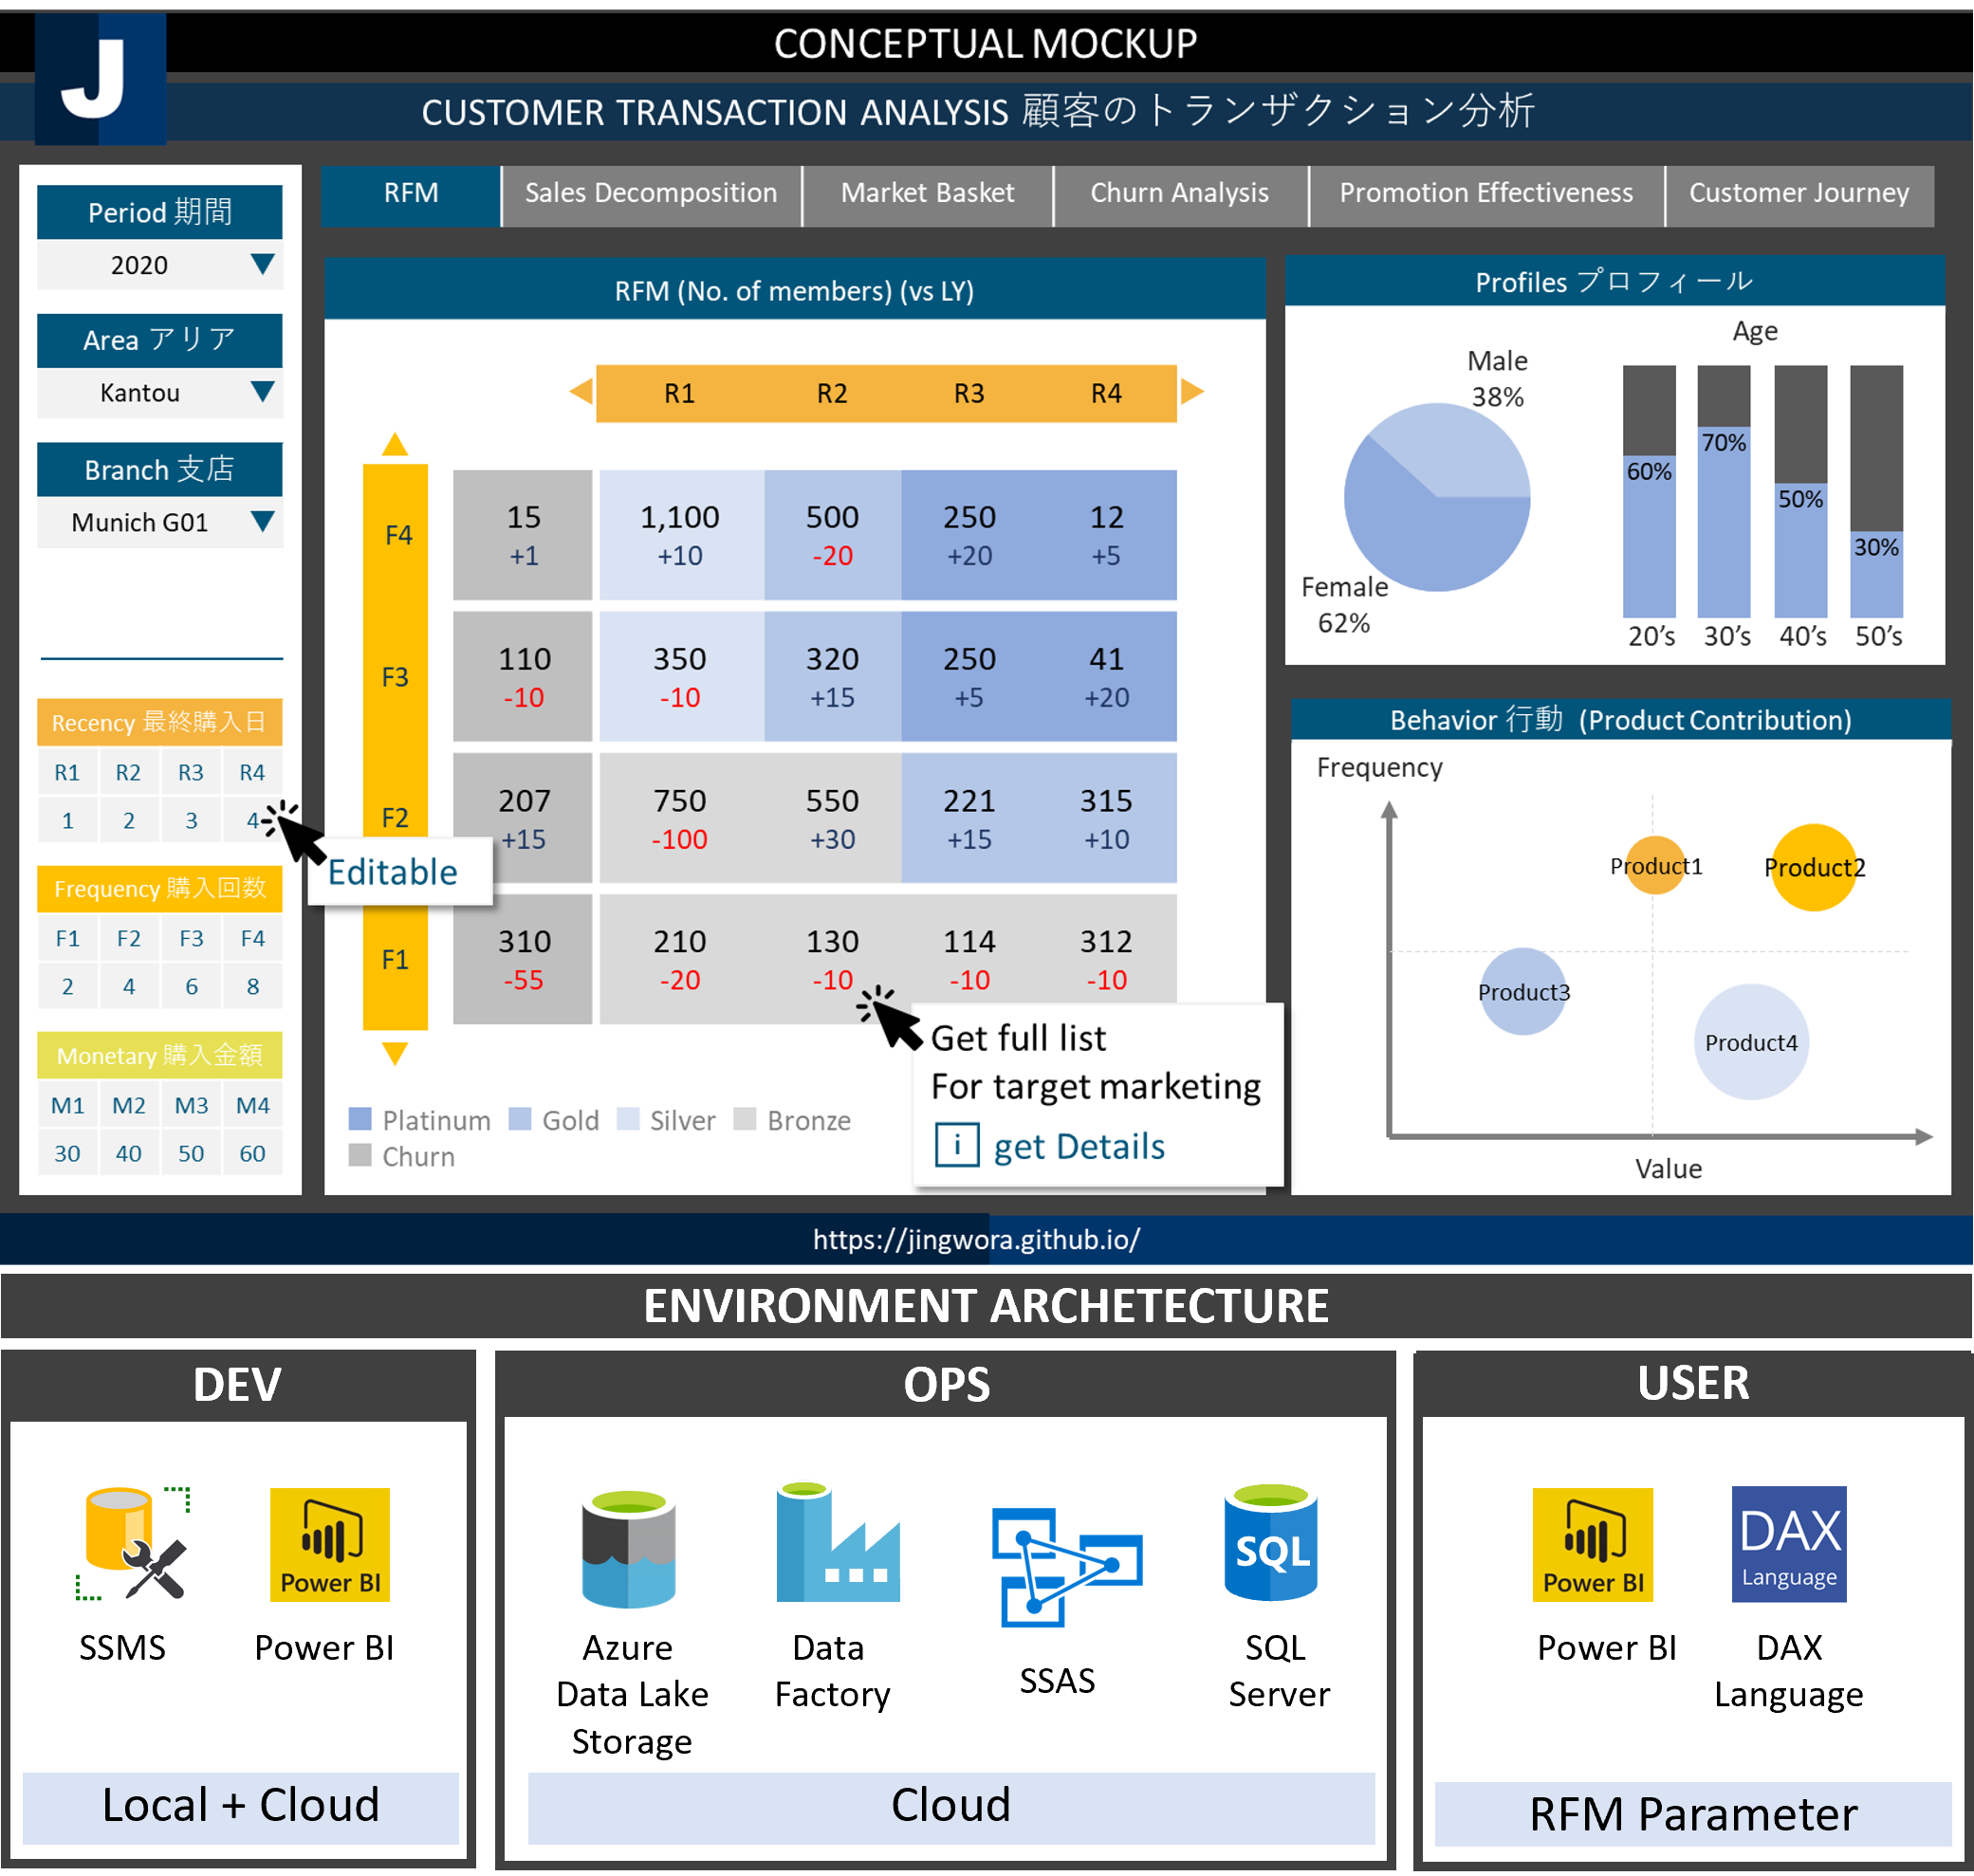 CONCEPTUAL MOCKUP
J
CUSTOMER TRANSACTION ANALYSIS 顧客のトランザクション分析
Period 期間
2020
Area アリア
Kantou
Branch 支店
Munich G01
Recency 最終購入日
R1 R2 R3 R4
1 2 3 4
Editable
Frequency 購入回数
F1 F2 F3 F4
2 4 6 8
Monetary 購入金額
M1 M2 M3 M4
30 40 50 60
RFM Sales Decomposition Market Basket Churn Analysis Promotion Effectiveness Customer Journey
RFM (No. of members) (vs LY)
R1 R2 R3 R4
F4 15 1,100 500 250 12
+1 +10 -20 +20 +5
F3 110 350 320 250 41
-10 -10 +15 +5 +20
F2 207 750 550 221 315
+15 -100 +30 +15 +10
F1 310 210 130 114 312
-55 -20 -10 -10 -10
Get full list
For target marketing
i get Details
Platinum Gold Silver Bronze
Churn
Profiles プロフィール
Male
38%
Female
62%
Age
60% 70% 50% 30%
20’s 30’s 40’s 50’s
Behavior 行動 (Product Contribution)
Frequency
Product1 Product2
Product3
Product4
Value
https://jingwora.github.io/
ENVIRONMENT ARCHETECTURE
DEV
Power BI
SSMS Power BI
Local + Cloud
OPS
SQL
Azure
Data Lake
Storage
Data
Factory
SSAS
SQL
Server
Cloud
USER
Power BI
DAX
Language
Power BI
DAX
Language
RFM Parameter